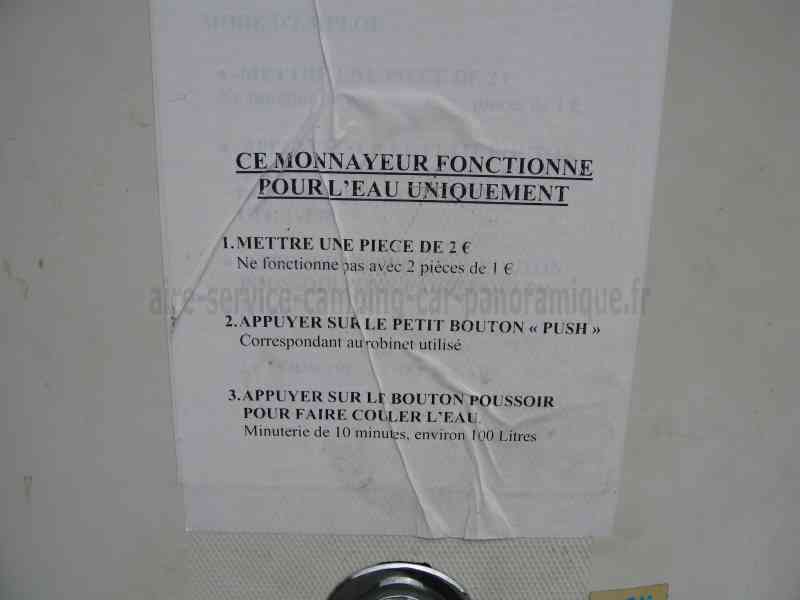 CE MONNAYEUR FONCTIONNE
POUR L'EAU UNIQUEMENT
1. METTRE UNE PIECE DE 2 €
Ne fonctionne pas avec 2 pièces de 1 €
aire-service-camping-car-panoramique.fr
2. APPUYER SUR LE PETIT BOUTON « PUSH »
Correspondant au robinet utilisé
3. APPUYER SUR LE BOUTON POUSSOIR
POUR FAIRE COULER L'EAU.
Minuterie de 10 minutes, environ 100 Litres